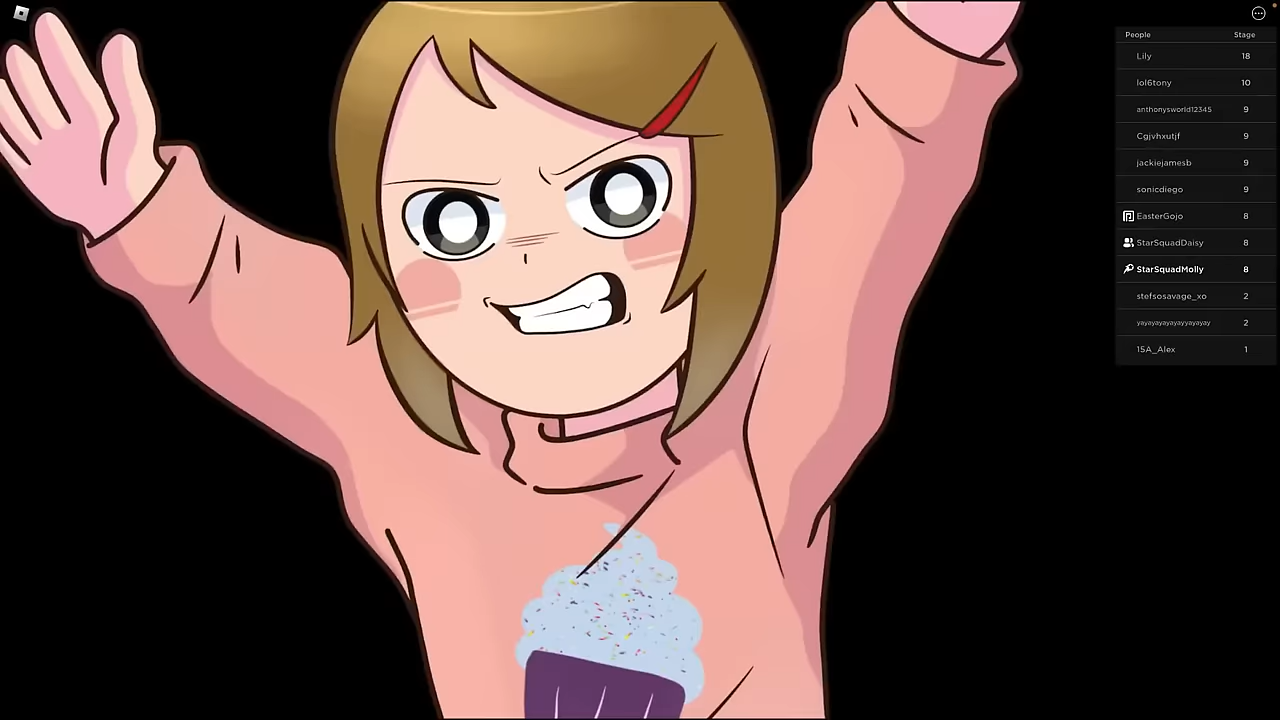 People Stage
Lily 18
lol6tony 10
anthonysworld12345 9
Cgjvhxutjf 9
jackiejamesb 9
sonicdiego 9
EasterGojo 8
StarSquadDaisy 8
StarSquadMolly 8
stefsosavage_xo 2
yayayayayayayyayayay 2
15A_Alex 1